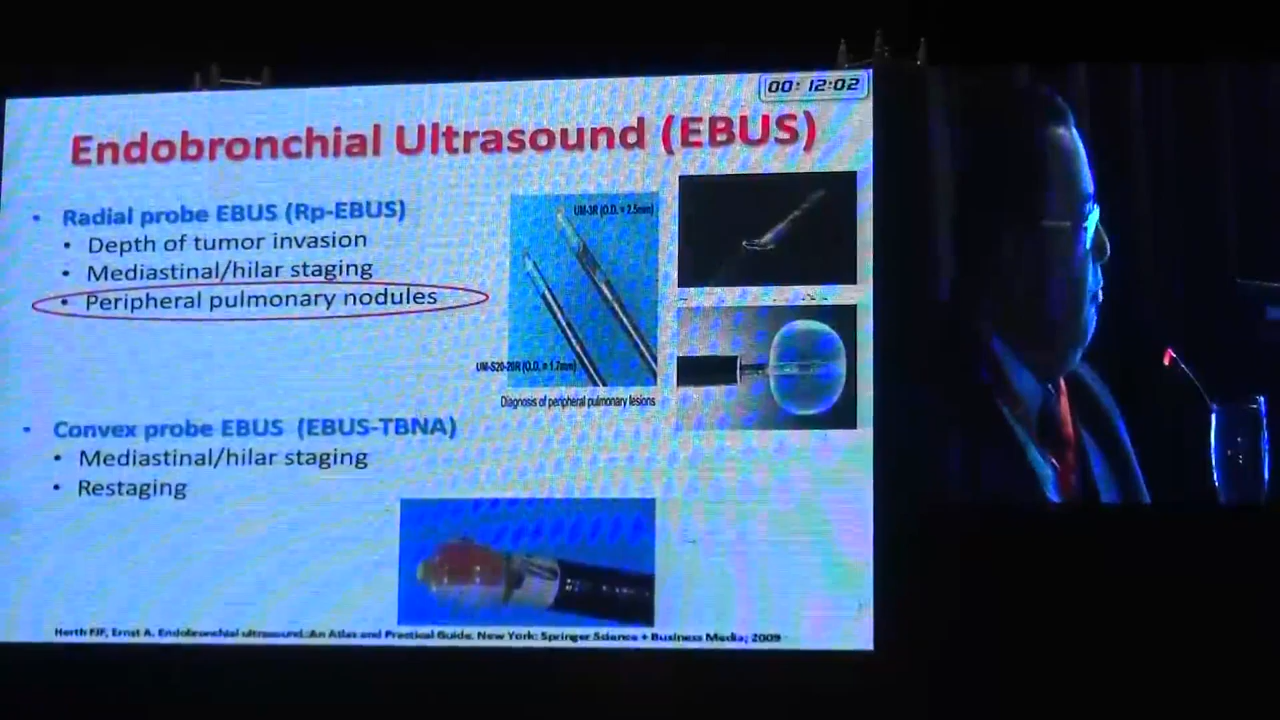 00: 12:02
Endobronchial Ultrasound (EBUS)
• Radial probe EBUS (Rp-EBUS)
• Depth of tumor invasion
• Mediastinal/hilar staging
• Peripheral pulmonary nodules
UM-3R (O.D. = 2.5mm)
UM-S20-20R (O.D. = 1.7mm)
Diagnosis of peripheral pulmonary lesions
• Convex probe EBUS (EBUS-TBNA)
• Mediastinal/hilar staging
• Restaging
Herth FJF, Ernst A. Endobronchial ultrasound: An Atlas and Practical Guide. New York: Springer Science + Business Media; 2009